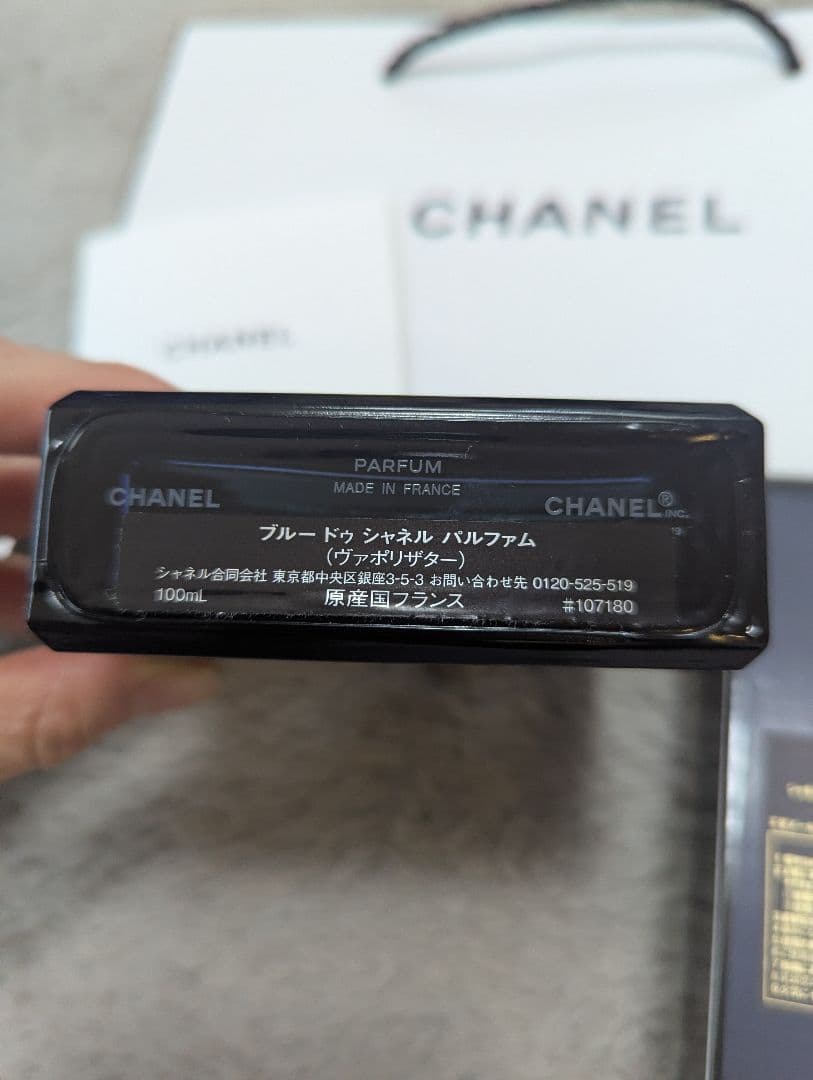 CHANEL
CHANEL
PARFUM
MADE IN FRANCE
CHANEL
CHANEL® INC.
ブルー ドゥ シャネル パルファム
(ヴァポリザター)
シャネル合同会社 東京都中央区銀座3-5-3 お問い合わせ先 0120-525-519
100mL 原産国フランス #107180